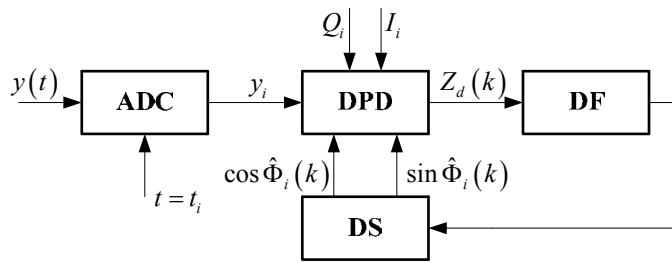 Q_i I_i
y(t) ADC y_i DPD Z_d(k) DF
t = t_i cos Φ̂_i(k) sin Φ̂_i(k)
DS